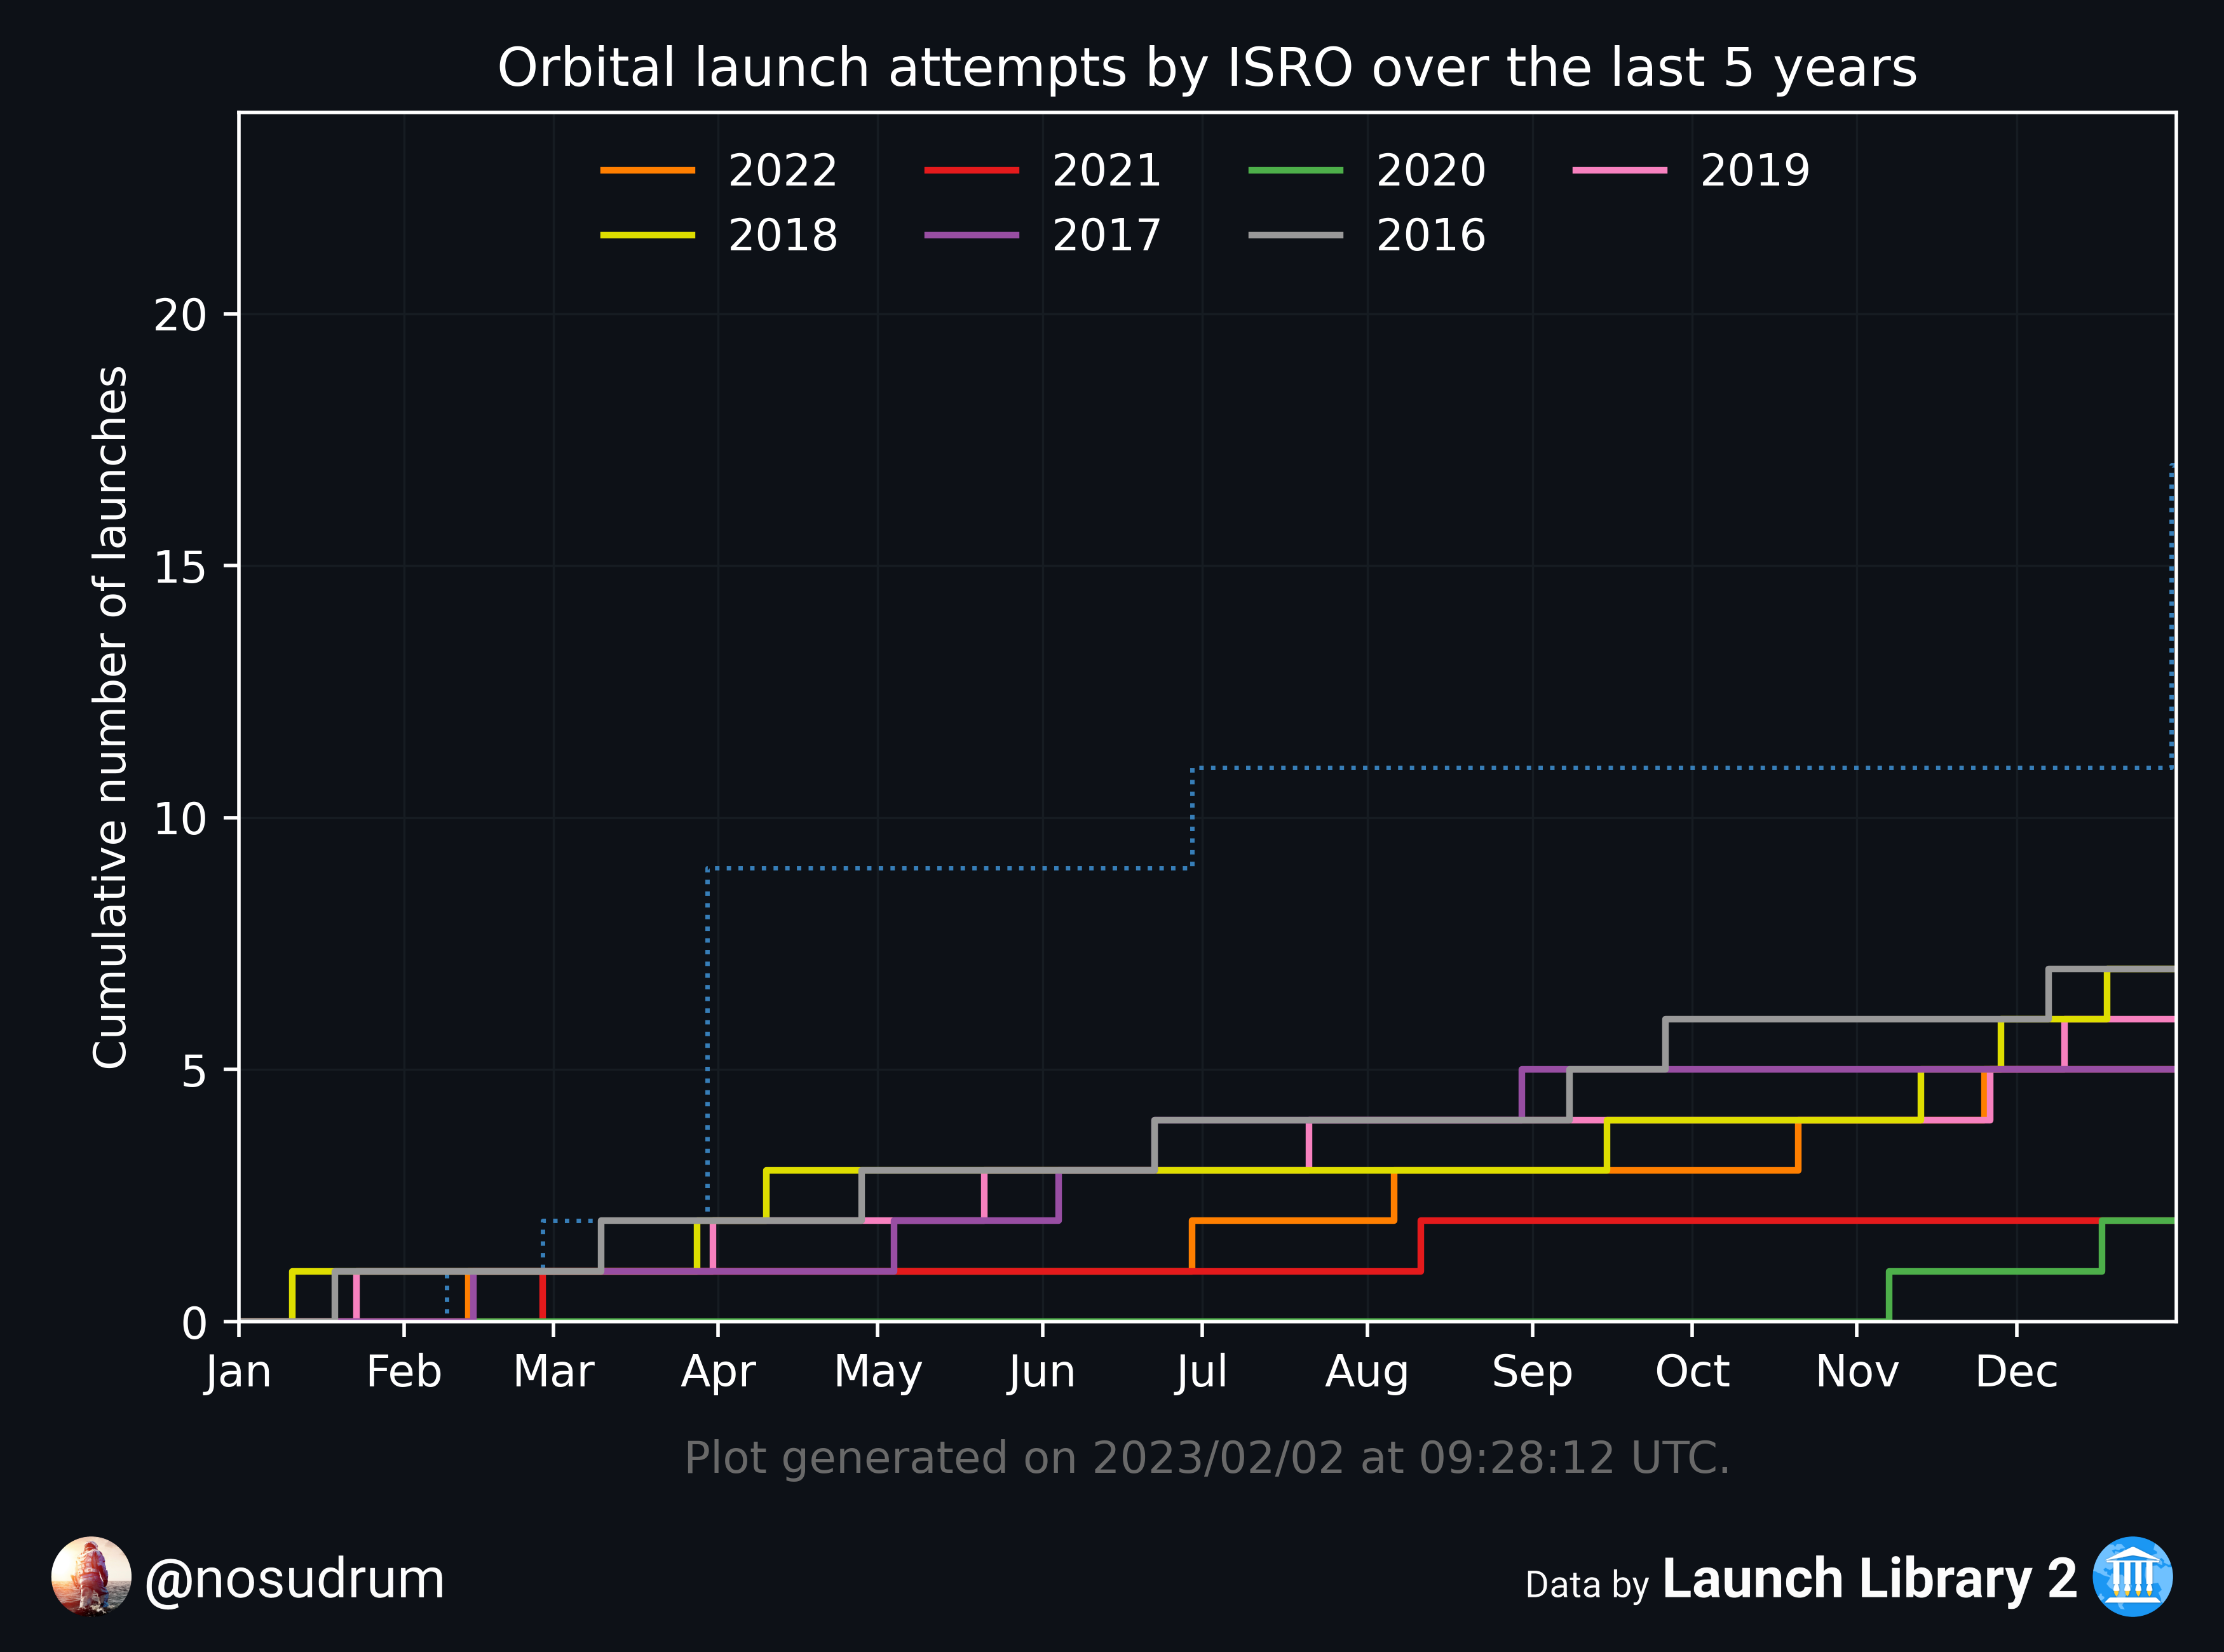 Orbital launch attempts by ISRO over the last 5 years
2022 2021 2020 2019
2018 2017 2016
Cumulative number of launches
20
15
10
5
0
Jan Feb Mar Apr May Jun Jul Aug Sep Oct Nov Dec
Plot generated on 2023/02/02 at 09:28:12 UTC.
@nosudrum
Data by Launch Library 2